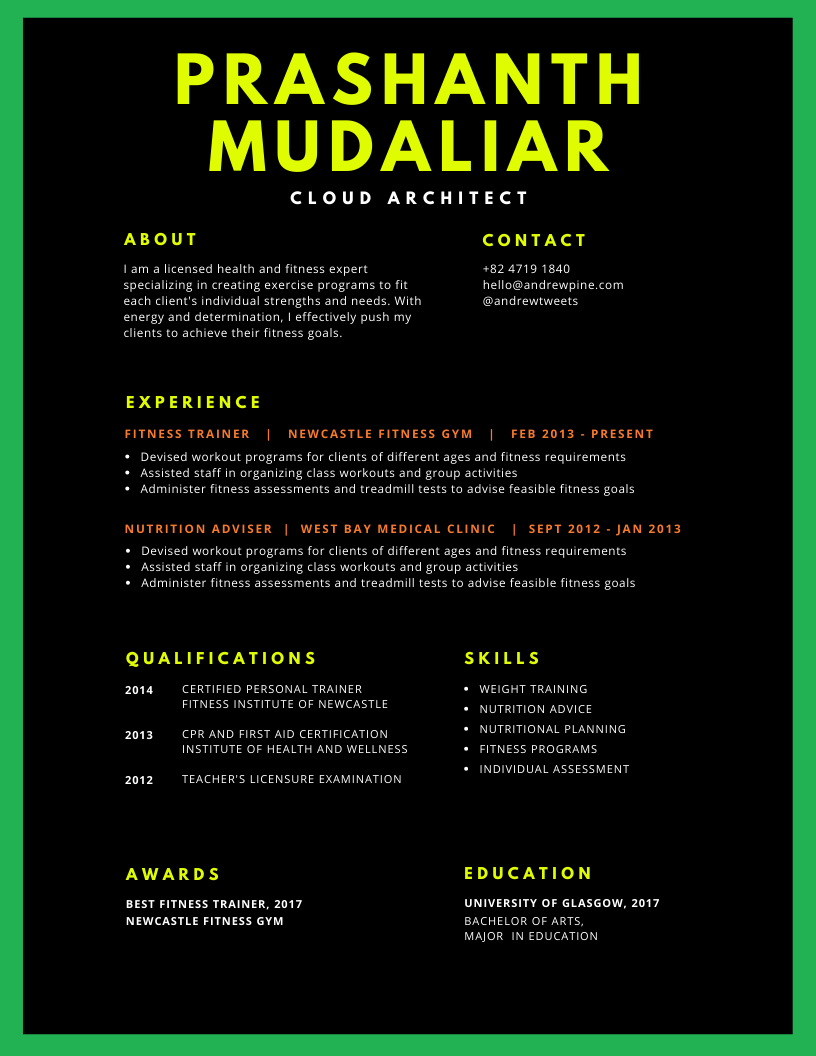 PRASHANTH
MUDALIAR
CLOUD ARCHITECT
ABOUT
I am a licensed health and fitness expert
specializing in creating exercise programs to fit
each client's individual strengths and needs. With
energy and determination, I effectively push my
clients to achieve their fitness goals.
CONTACT
+82 4719 1840
hello@andrewpine.com
@andrewtweets
EXPERIENCE
FITNESS TRAINER | NEWCASTLE FITNESS GYM | FEB 2013 - PRESENT
• Devised workout programs for clients of different ages and fitness requirements
• Assisted staff in organizing class workouts and group activities
• Administer fitness assessments and treadmill tests to advise feasible fitness goals
NUTRITION ADVISER | WEST BAY MEDICAL CLINIC | SEPT 2012 - JAN 2013
• Devised workout programs for clients of different ages and fitness requirements
• Assisted staff in organizing class workouts and group activities
• Administer fitness assessments and treadmill tests to advise feasible fitness goals
QUALIFICATIONS
2014 CERTIFIED PERSONAL TRAINER
FITNESS INSTITUTE OF NEWCASTLE
2013 CPR AND FIRST AID CERTIFICATION
INSTITUTE OF HEALTH AND WELLNESS
2012 TEACHER'S LICENSURE EXAMINATION
SKILLS
• WEIGHT TRAINING
• NUTRITION ADVICE
• NUTRITIONAL PLANNING
• FITNESS PROGRAMS
• INDIVIDUAL ASSESSMENT
AWARDS
BEST FITNESS TRAINER, 2017
NEWCASTLE FITNESS GYM
EDUCATION
UNIVERSITY OF GLASGOW, 2017
BACHELOR OF ARTS,
MAJOR IN EDUCATION